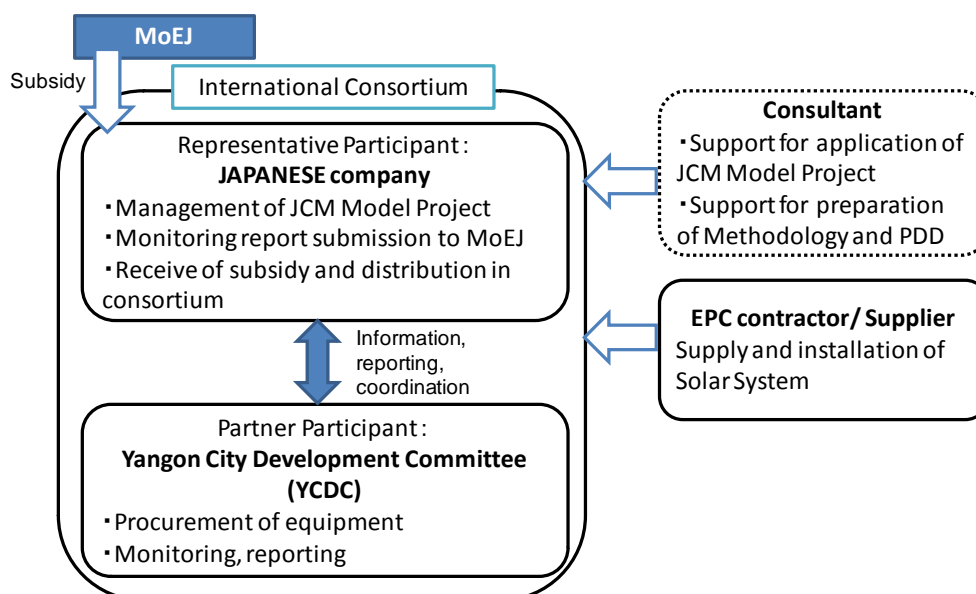 MoEJ
Subsidy
International Consortium
Representative Participant：
JAPANESE company
・Management of JCM Model Project
・Monitoring report submission to MoEJ
・Receive of subsidy and distribution in
consortium
Information,
reporting,
coordination
Partner Participant：
Yangon City Development Committee
(YCDC)
・Procurement of equipment
・Monitoring, reporting
Consultant
・Support for application of
JCM Model Project
・Support for preparation
of Methodology and PDD
EPC contractor/ Supplier
Supply and installation of
Solar System